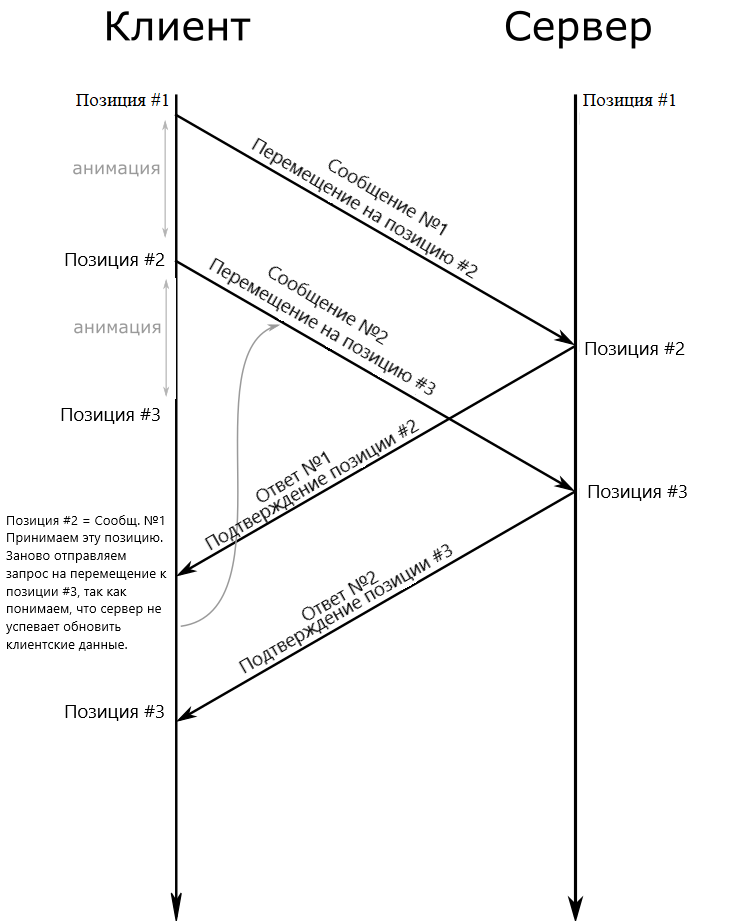 Клиент
Сервер
Позиция #1
Позиция #1
анимация
Сообщение №1
Перемещение на позицию #2
Позиция #2
Сообщение №2
Перемещение на позицию #3
анимация
Позиция #2
Позиция #3
Ответ №1
Подтверждение позиции #2
Позиция #3
Позиция #2 = Сообщ. №1
Принимаем эту позицию.
Заново отправляем
запрос на перемещение к
позиции #3, так как
понимаем, что сервер не
успевает обновить
клиентские данные.
Ответ №2
Подтверждение позиции #3
Позиция #3